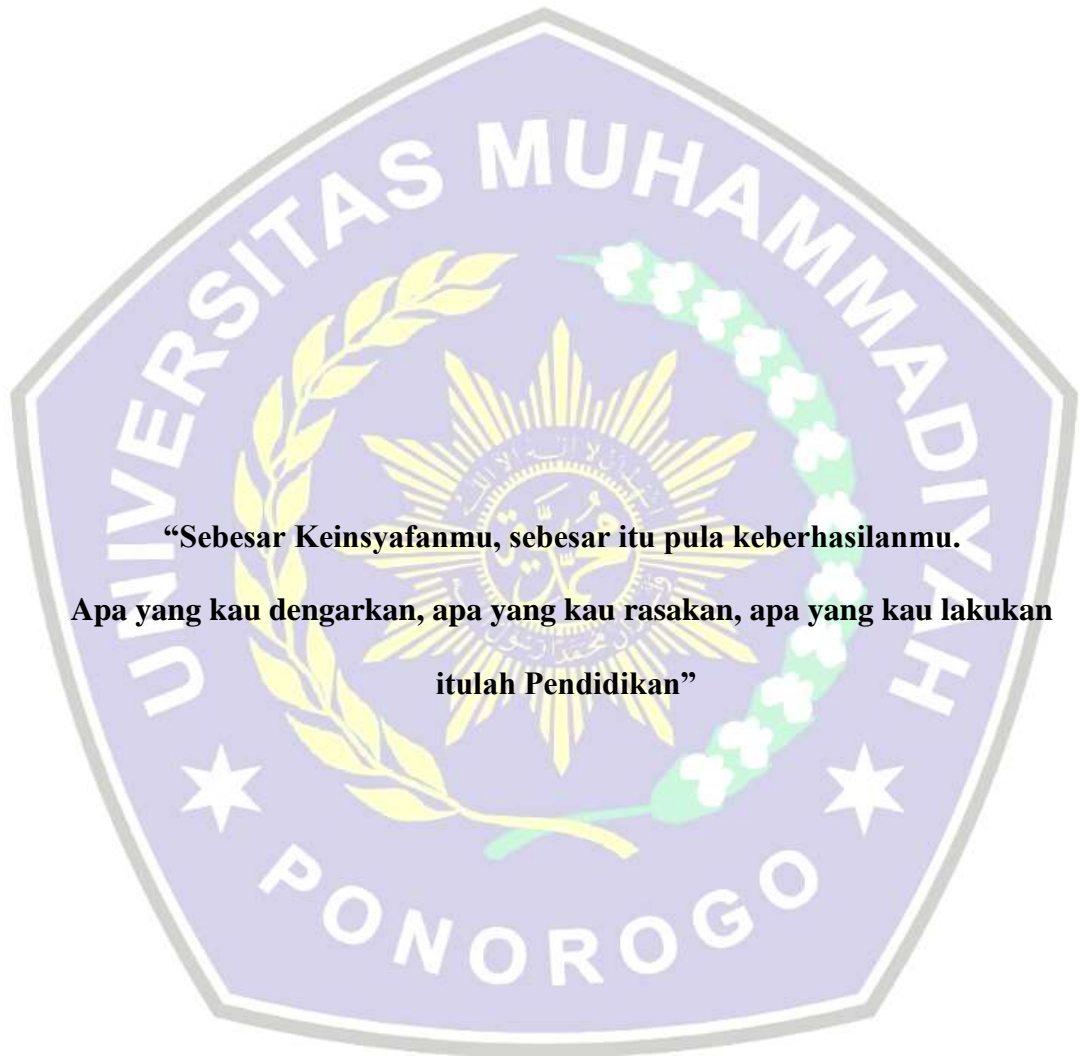 UNIVERSITAS MUHAMMADIYAH
“Sebesar Keinsyafanmu, sebesar itu pula keberhasilanmu.
Apa yang kau dengarkan, apa yang kau rasakan, apa yang kau lakukan
itulah Pendidikan”
PONOROGO